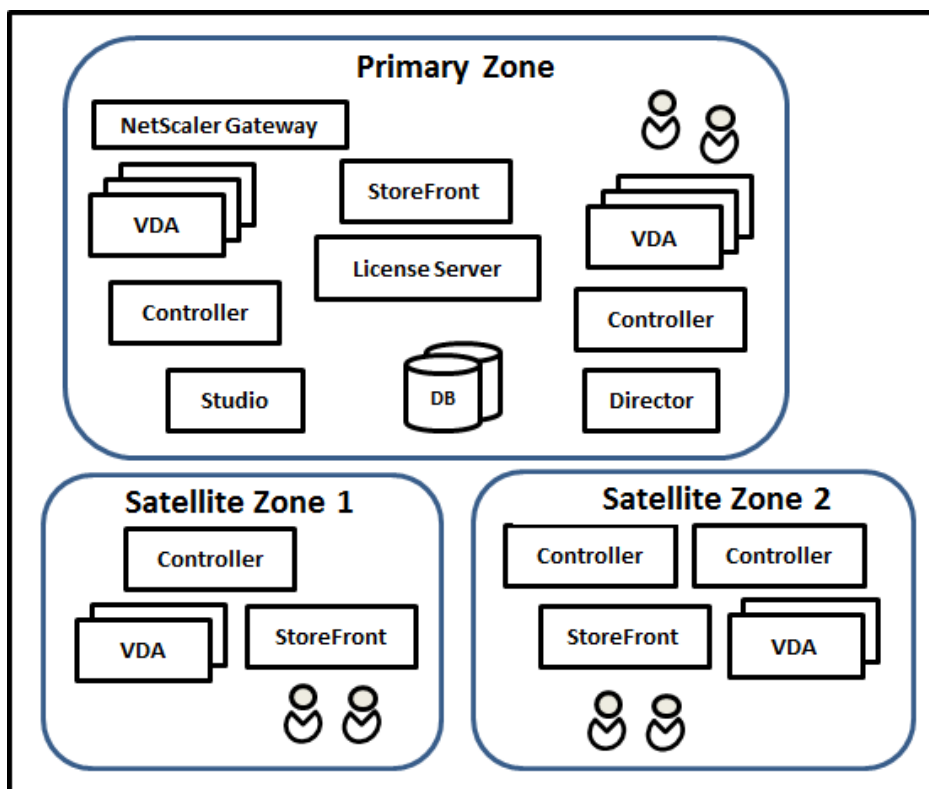 Primary Zone
NetScaler Gateway
StoreFront
VDA
VDA
License Server
Controller
Controller
Studio
DB
Director
Satellite Zone 1
Controller
VDA
StoreFront
Satellite Zone 2
Controller
Controller
StoreFront
VDA